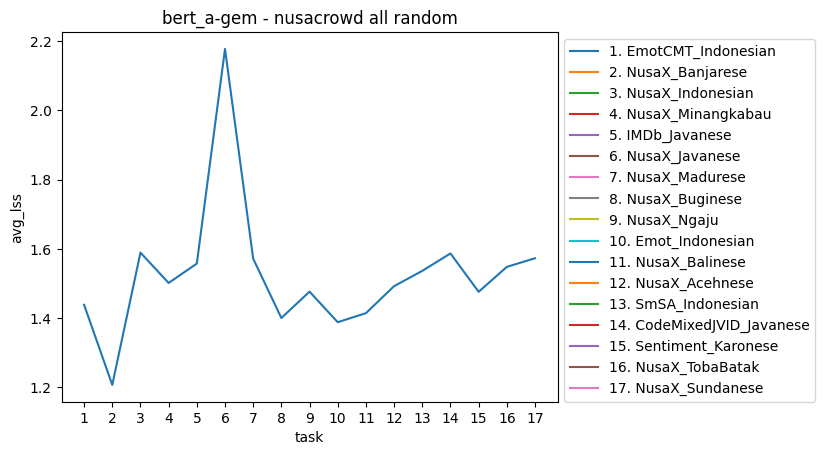 bert_a-gem - nusacrowd all random
avg_lss
2.2
2.0
1.8
1.6
1.4
1.2
1 2 3 4 5 6 7 8 9 10 11 12 13 14 15 16 17
task
1. EmotCMT_Indonesian
2. NusaX_Banjarese
3. NusaX_Indonesian
4. NusaX_Minangkabau
5. IMDb_Javanese
6. NusaX_Javanese
7. NusaX_Madurese
8. NusaX_Buginese
9. NusaX_Ngaju
10. Emot_Indonesian
11. NusaX_Balinese
12. NusaX_Acehnese
13. SmSA_Indonesian
14. CodeMixedJVID_Javanese
15. Sentiment_Karonese
16. NusaX_TobaBatak
17. NusaX_Sundanese